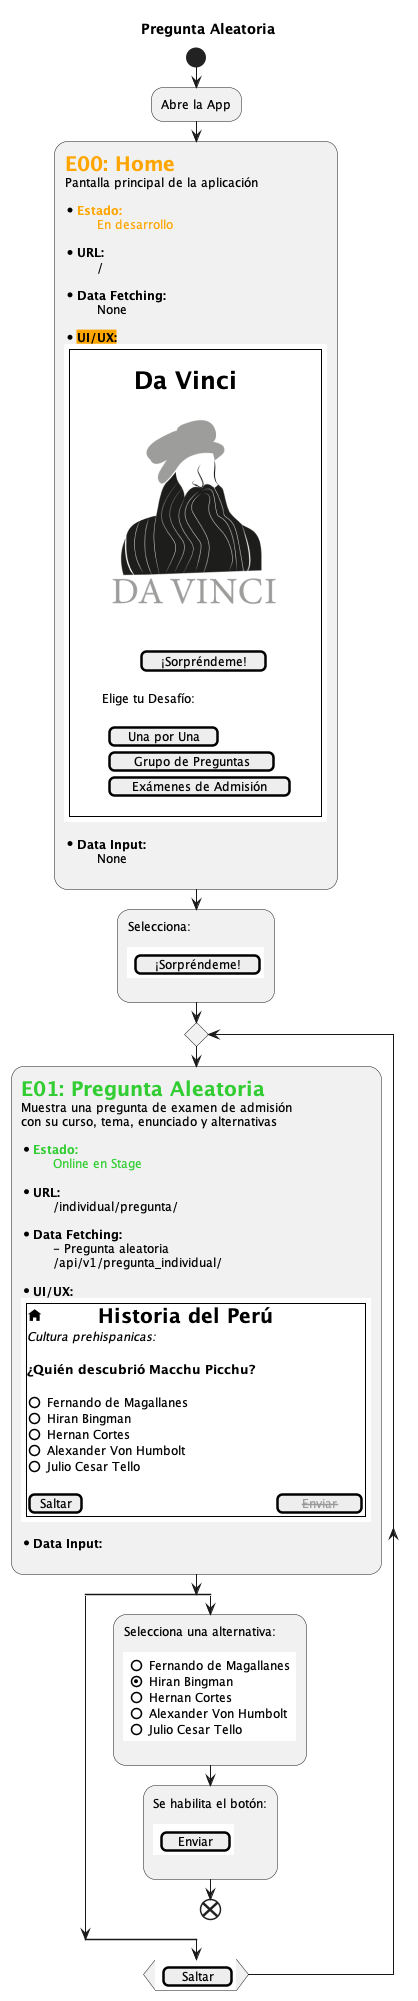 Pregunta Aleatoria
Abre la App
E00: Home
Pantalla principal de la aplicación
• Estado:
En desarrollo
• URL:
/
• Data Fetching:
None
• UI/UX:
Da Vinci
DA VINCI
¡Sorpréndeme!
Elige tu Desafío:
Una por Una
Grupo de Preguntas
Exámenes de Admisión
• Data Input:
None
Selecciona:
¡Sorpréndeme!
E01: Pregunta Aleatoria
Muestra una pregunta de examen de admisión
con su curso, tema, enunciado y alternativas
• Estado:
Online en Stage
• URL:
/individual/pregunta/
• Data Fetching:
- Pregunta aleatoria
/api/v1/pregunta_individual/
• UI/UX:
Historia del Perú
Cultura prehispanicas:
¿Quién descubrió Macchu Picchu?
Fernando de Magallanes
Hiran Bingman
Hernan Cortes
Alexander Von Humbolt
Julio Cesar Tello
Saltar Enviar
• Data Input:
Selecciona una alternativa:
Fernando de Magallanes
Hiran Bingman
Hernan Cortes
Alexander Von Humbolt
Julio Cesar Tello
Se habilita el botón:
Enviar
Saltar